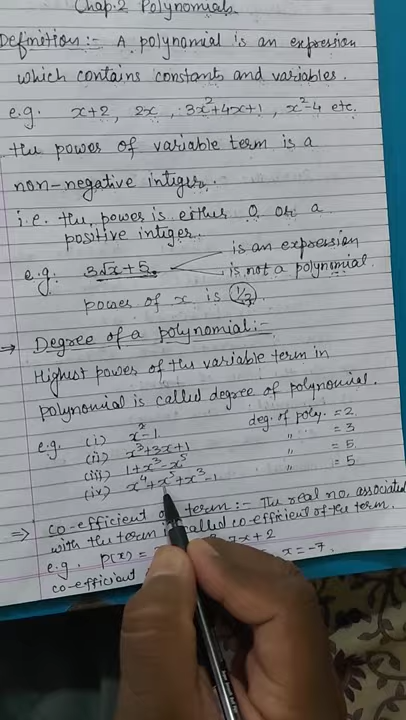 Chap.2 Polynomials
Definition:- A polynomial is an expression
which contains constants and variables.
e.g. x+2, 2x, 3x²+4x+1, x²-4 etc.
the power of variable term is a
non-negative intiger.
i.e. the power is either 0 or a
positive intiger.
e.g. 3√x+5 is an expression
is not a polynomial.
power of x is 1/2
→ Degree of a polynomial:-
Highest power of the variable term in
polynomial is called degree of polynomial.
e.g. (i) x²-1 deg. of poly. = 2
(ii) x³+3x+1 " = 3
(iii) 1+x³-x⁵ " = 5
(iv) x⁴+x⁵+x³-1 " = 5
⇒ co-efficient of term:- The real no. associated
with the term is called co-efficient of the term.
e.g. p(x) = 7x+2
co-efficient x = -7.